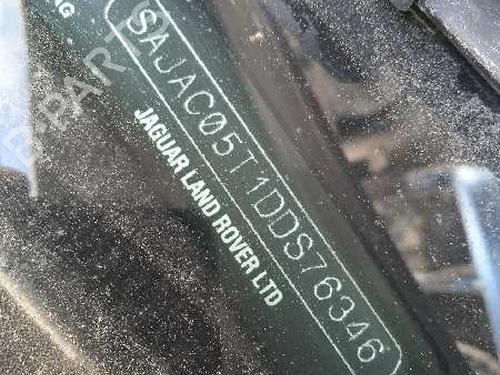 SAJAC05T1DDS76346
JAGUAR LAND ROVER LTD